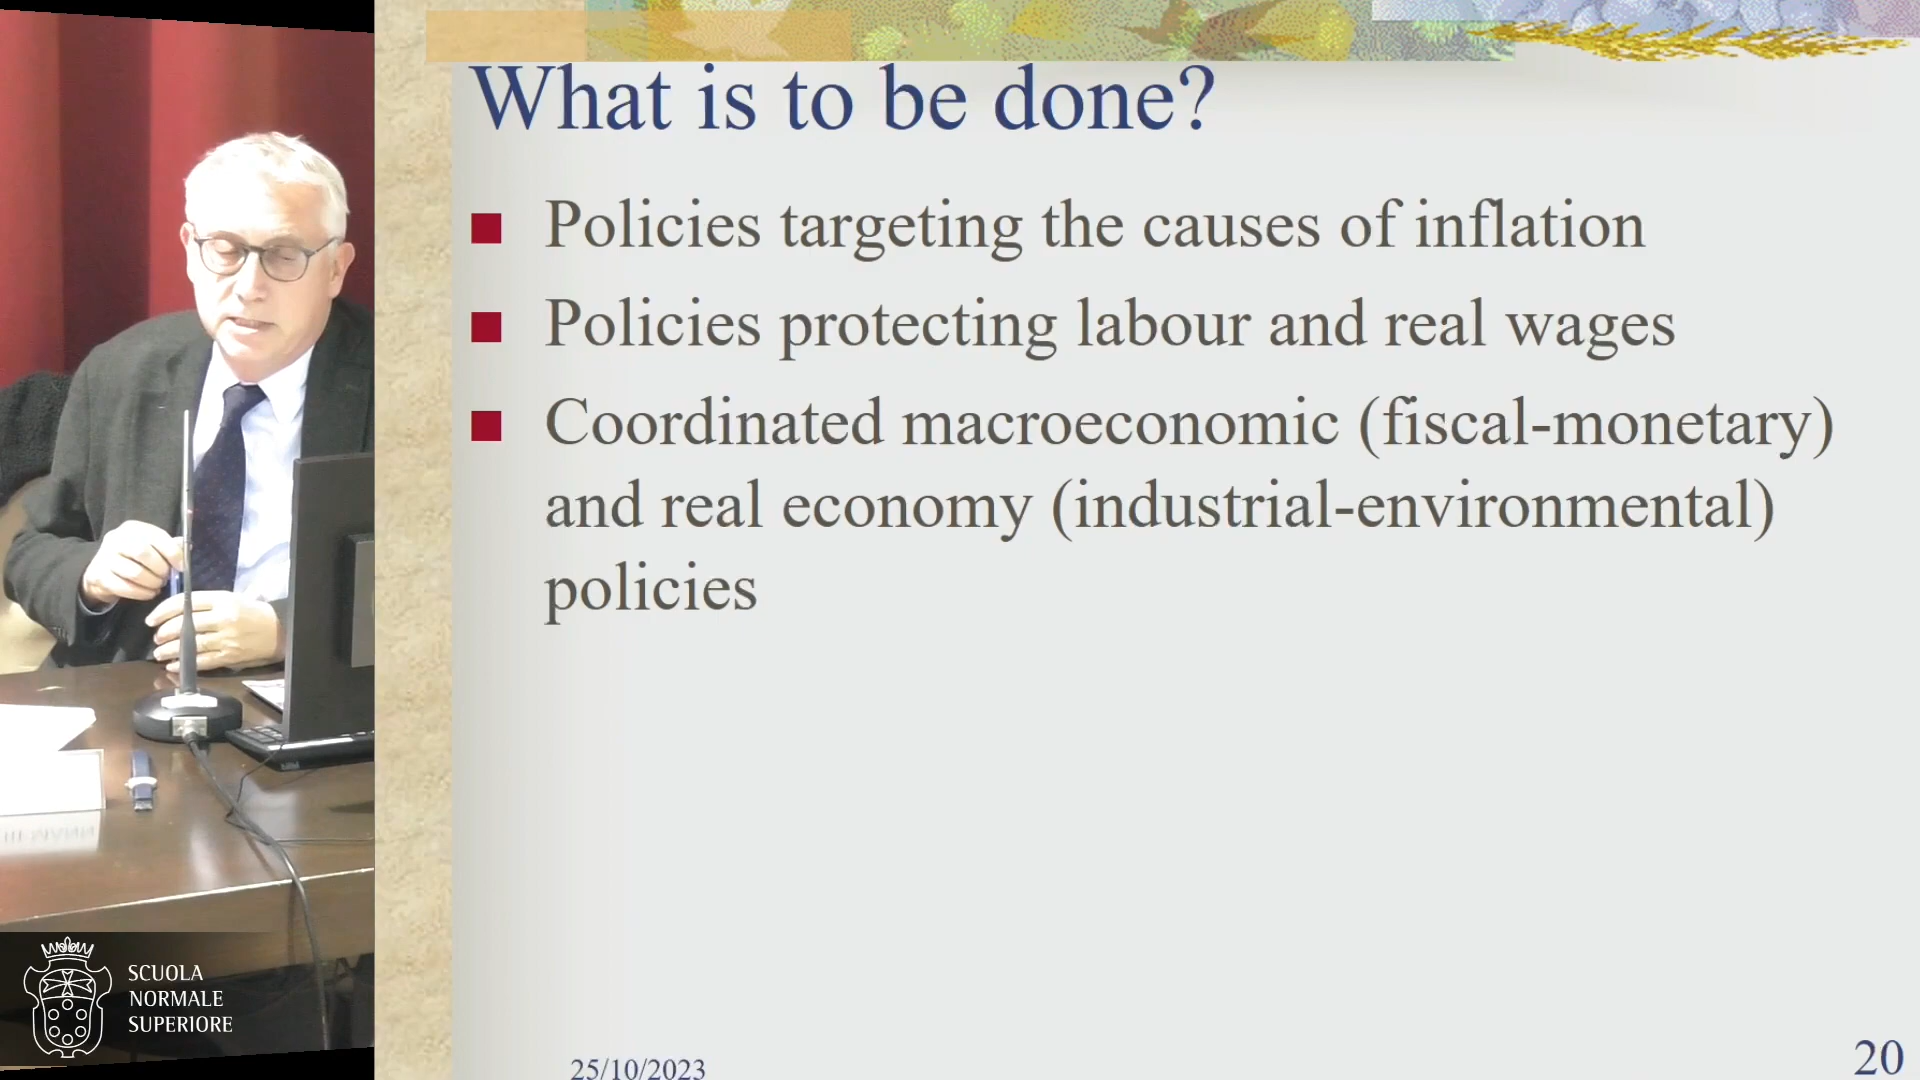 What is to be done?
Policies targeting the causes of inflation
Policies protecting labour and real wages
Coordinated macroeconomic (fiscal-monetary)
and real economy (industrial-environmental)
policies
25/10/2023
20
SCUOLA
NORMALE
SUPERIORE